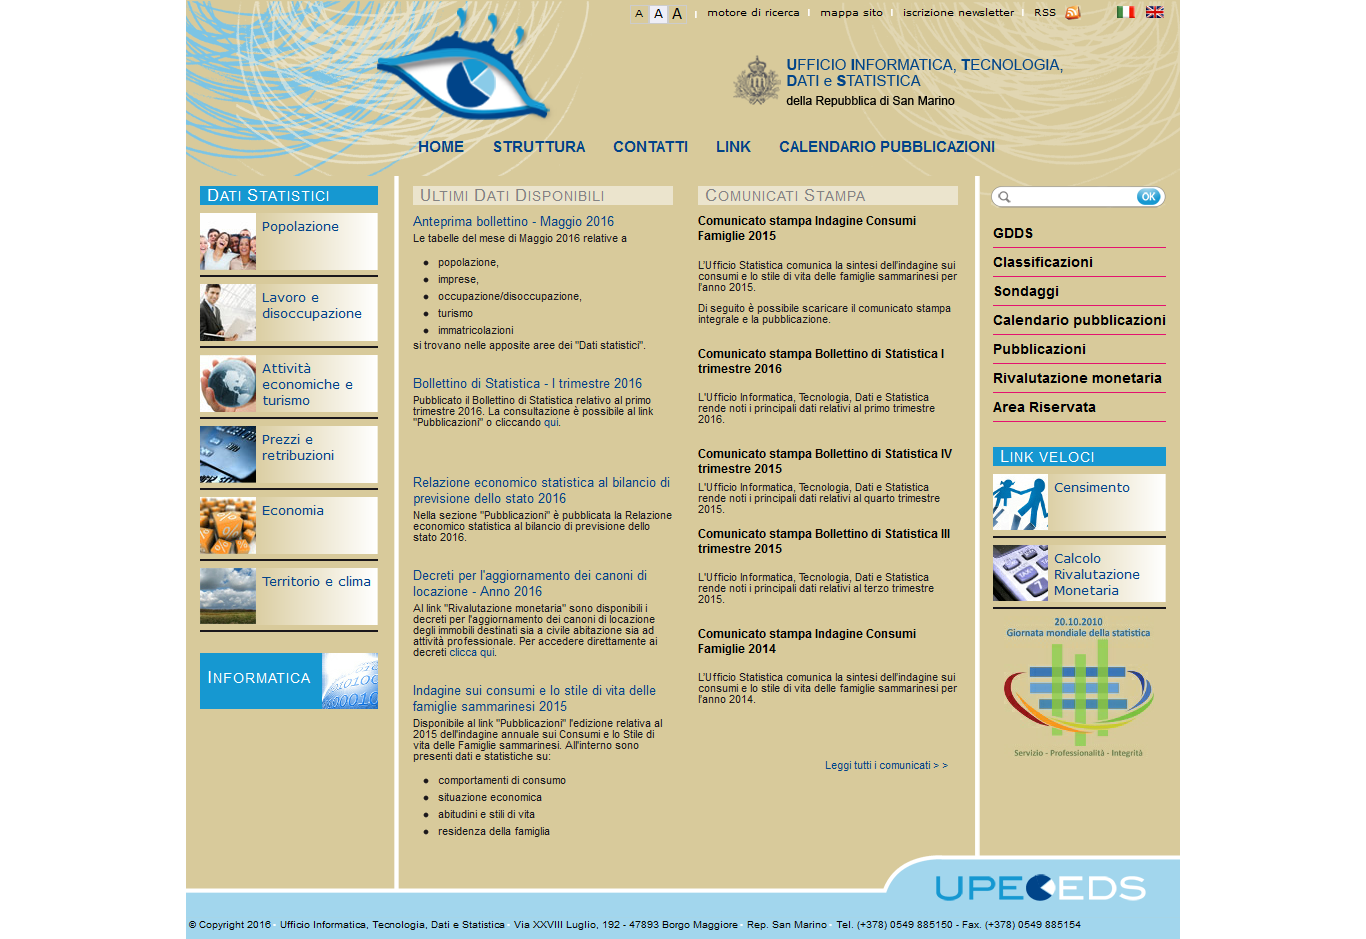 A A A motore di ricerca mappa sito iscrizione newsletter RSS
UFFICIO INFORMATICA, TECNOLOGIA,
DATI e STATISTICA
della Repubblica di San Marino
HOME STRUTTURA CONTATTI LINK CALENDARIO PUBBLICAZIONI
DATI STATISTICI
Popolazione
Lavoro e
disoccupazione
Attività
economiche e
turismo
Prezzi e
retribuzioni
Economia
Territorio e clima
INFORMATICA
ULTIMI DATI DISPONIBILI
Anteprima bollettino - Maggio 2016
Le tabelle del mese di Maggio 2016 relative a
popolazione,
imprese,
occupazione/disoccupazione,
turismo
immatricolazioni
si trovano nelle apposite aree dei "Dati statistici".
Bollettino di Statistica - I trimestre 2016
Pubblicato il Bollettino di Statistica relativo al primo
trimestre 2016. La consultazione è possibile al link
"Pubblicazioni" o cliccando qui.
Relazione economico statistica al bilancio di
previsione dello stato 2016
Nella sezione "Pubblicazioni" è pubblicata la Relazione
economico statistica al bilancio di previsione dello
stato 2016.
Decreti per l'aggiornamento dei canoni di
locazione - Anno 2016
Al link "Rivalutazione monetaria" sono disponibili i
decreti per l'aggiornamento dei canoni di locazione
degli immobili destinati sia a civile abitazione sia ad
attività professionale. Per accedere direttamente ai
decreti clicca qui.
Indagine sui consumi e lo stile di vita delle
famiglie sammarinesi 2015
Disponibile al link "Pubblicazioni" l'edizione relativa al
2015 dell'indagine annuale sui Consumi e lo Stile di
vita delle Famiglie sammarinesi. All'interno sono
presenti dati e statistiche su:
comportamenti di consumo
situazione economica
abitudini e stili di vita
residenza della famiglia
COMUNICATI STAMPA
Comunicato stampa Indagine Consumi
Famiglie 2015
L'Ufficio Statistica comunica la sintesi dell'indagine sui
consumi e lo stile di vita delle famiglie sammarinesi per
l'anno 2015.
Di seguito è possibile scaricare il comunicato stampa
integrale e la pubblicazione.
Comunicato stampa Bollettino di Statistica I
trimestre 2016
L'Ufficio Informatica, Tecnologia, Dati e Statistica
rende noti i principali dati relativi al primo trimestre
2016.
Comunicato stampa Bollettino di Statistica IV
trimestre 2015
L'Ufficio Informatica, Tecnologia, Dati e Statistica
rende noti i principali dati relativi al quarto trimestre
2015.
Comunicato stampa Bollettino di Statistica III
trimestre 2015
L'Ufficio Informatica, Tecnologia, Dati e Statistica
rende noti i principali dati relativi al terzo trimestre
2015.
Comunicato stampa Indagine Consumi
Famiglie 2014
L'Ufficio Statistica comunica la sintesi dell'indagine sui
consumi e lo stile di vita delle famiglie sammarinesi per
l'anno 2014.
Leggi tutti i comunicati > >
OK
GDDS
Classificazioni
Sondaggi
Calendario pubblicazioni
Pubblicazioni
Rivalutazione monetaria
Area Riservata
LINK VELOCI
Censimento
Calcolo
Rivalutazione
Monetaria
20.10.2010
Giornata mondiale della statistica
Servizio - Professionalità - Integrità
UPECEDS
© Copyright 2016 Ufficio Informatica, Tecnologia, Dati e Statistica Via XXVIII Luglio, 192 - 47893 Borgo Maggiore Rep. San Marino Tel. (+378) 0549 885150 - Fax. (+378) 0549 885154